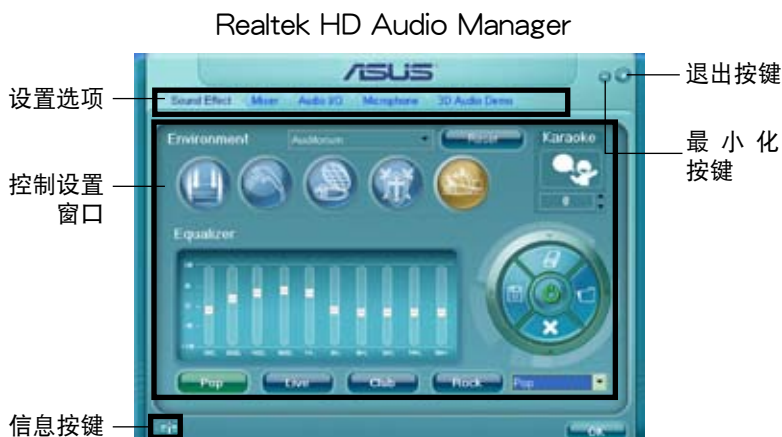 Realtek HD Audio Manager
ASUS
退出按键
设置选项
Sound Effect Mixer Audio I/O Microphone 3D Audio Demo
最小化
按键
Environment Auditorium Reset Karaoke
控制设置
窗口
0
Equalizer
Pop Live Club Rock Pop
信息按键
OK